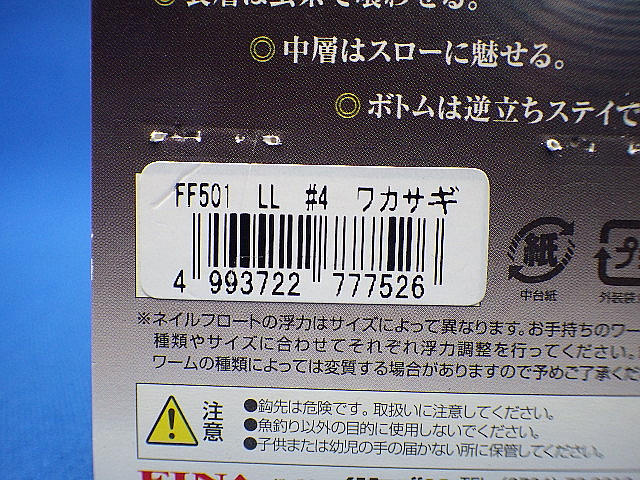 ◎中層はスローに魅せる。
◎ボトムは逆立ちステイで
FF501 LL #4 ワカサギ
4 993722 777526
紙
中台紙
プラ
外装袋
※ネイルフロートの浮力はサイズによって異なります。お手持ちのワー
種類やサイズに合わせてそれぞれ浮力調整を行ってください。
ワームの種類によっては変質する場合がありますので予めご了承くだ
注意
●鈎先は危険です。取扱いに注意してください。
●魚釣り以外の目的に使用しないでください。
●子供または幼児の手の届かない所に保管してください。